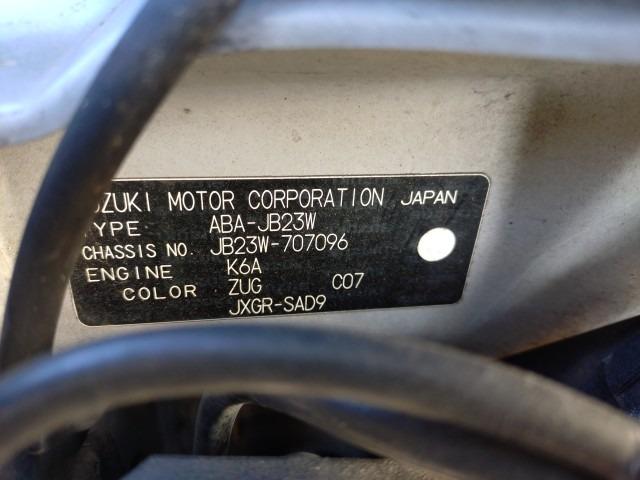 SUZUKI MOTOR CORPORATION JAPAN
TYPE ABA-JB23W
CHASSIS NO. JB23W-707096
ENGINE K6A
COLOR ZUG C07
JXGR-SAD9